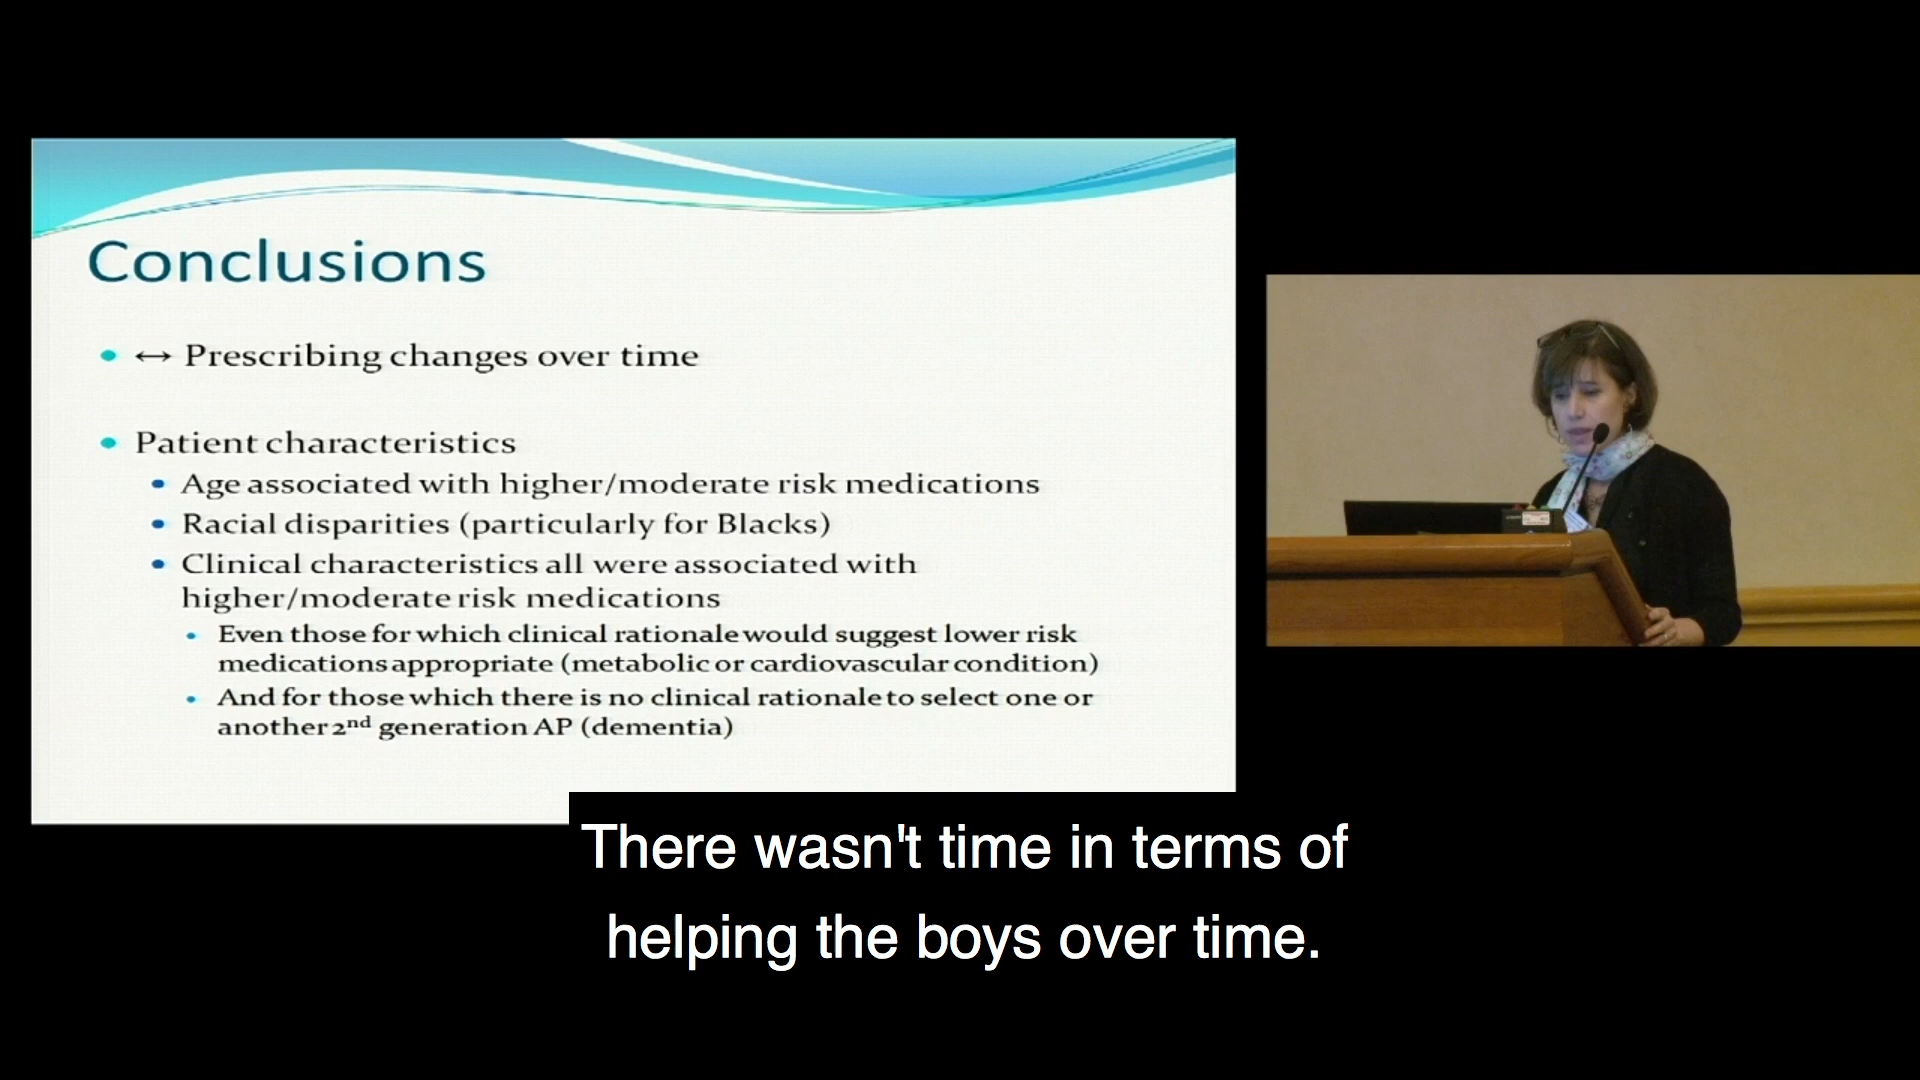 Conclusions
↔ Prescribing changes over time
Patient characteristics
Age associated with higher/moderate risk medications
Racial disparities (particularly for Blacks)
Clinical characteristics all were associated with
higher/moderate risk medications
Even those for which clinical rationale would suggest lower risk
medications appropriate (metabolic or cardiovascular condition)
And for those which there is no clinical rationale to select one or
another 2nd generation AP (dementia)
There wasn't time in terms of
helping the boys over time.